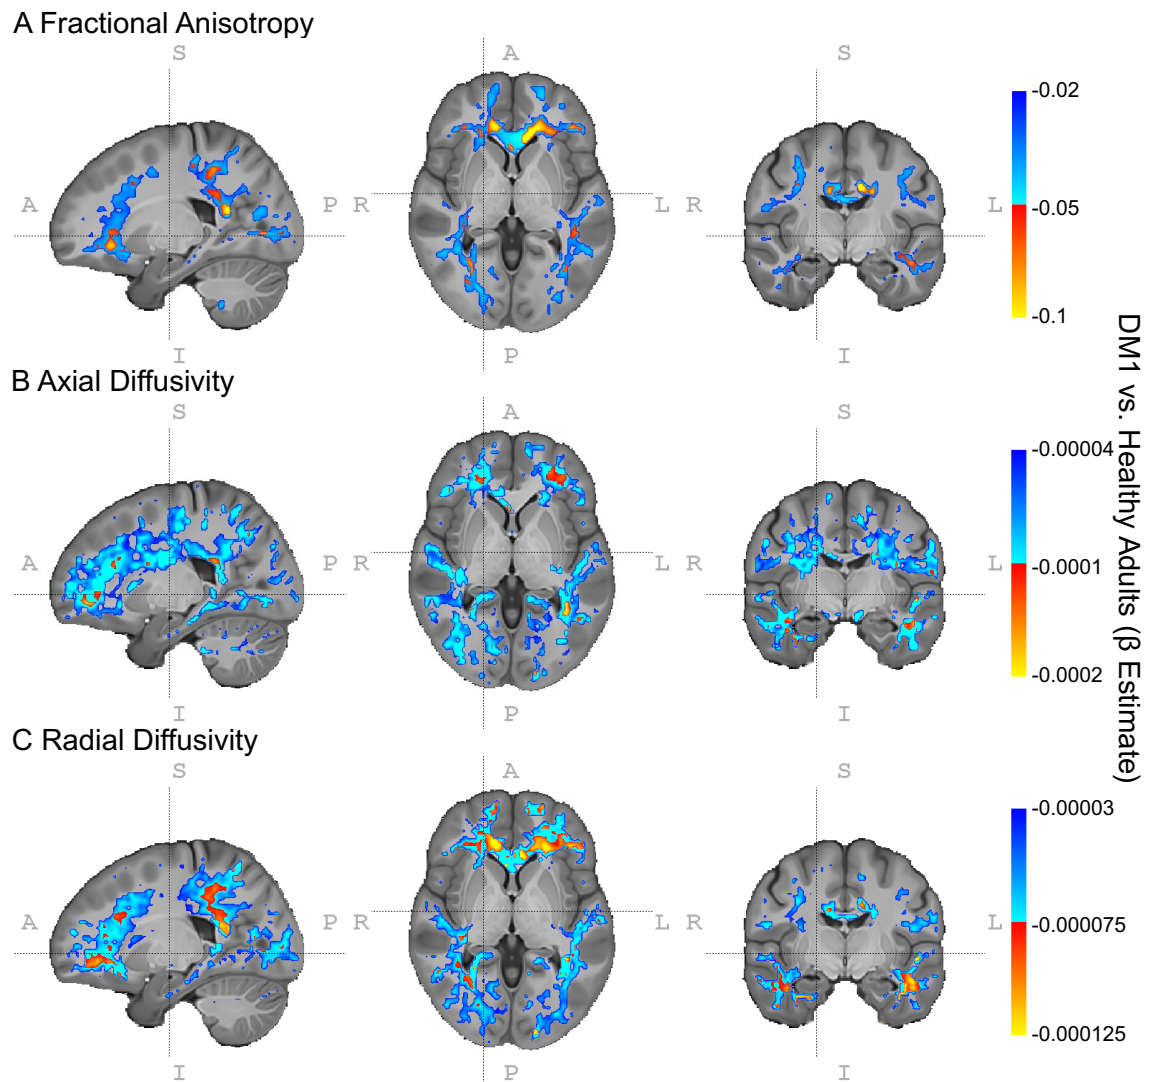 A Fractional Anisotropy
S
A
S
A
P
R
L
R
L
I
P
I
-0.02
-0.05
-0.1
B Axial Diffusivity
S
A
S
A
P
R
L
R
L
I
P
I
-0.00004
-0.0001
-0.0002
C Radial Diffusivity
S
A
S
A
P
R
L
R
L
I
P
I
-0.00003
-0.000075
-0.000125
DM1 vs. Healthy Adults (β Estimate)